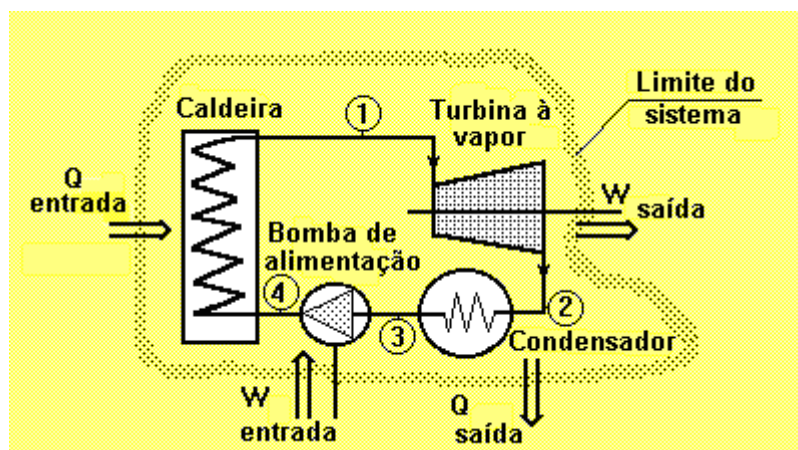 Caldeira
1
Turbina à
vapor
Limite do
sistema
Q
entrada
W
saída
Bomba de
alimentação
4
3
2
Condensador
W
entrada
Q
saída